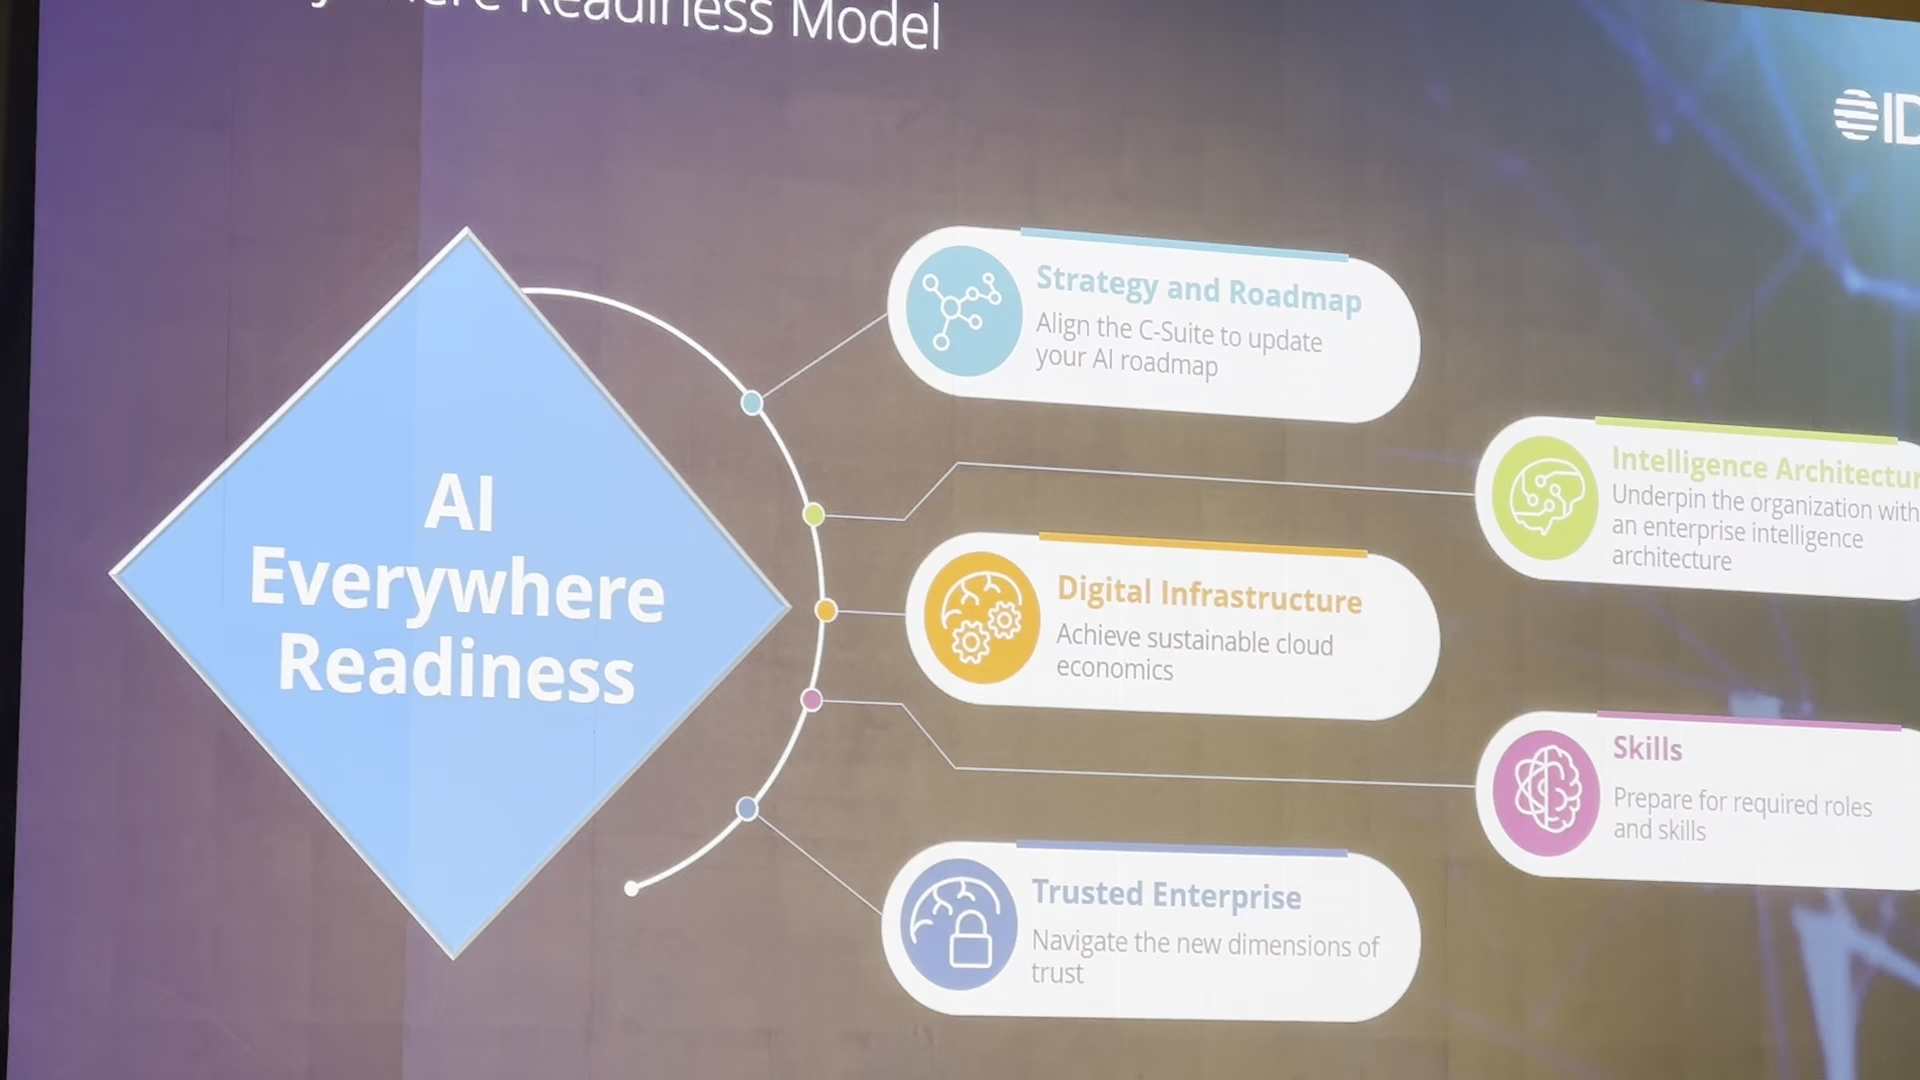 Readiness Model
AI
Everywhere
Readiness
Strategy and Roadmap
Align the C-Suite to update
your AI roadmap
Intelligence
Underpin the organization with
an enterprise intelligence
architecture
Digital Infrastructure
Achieve sustainable cloud
economics
Skills
Prepare for required roles
and skills
Trusted Enterprise
Navigate the new dimensions of
trust